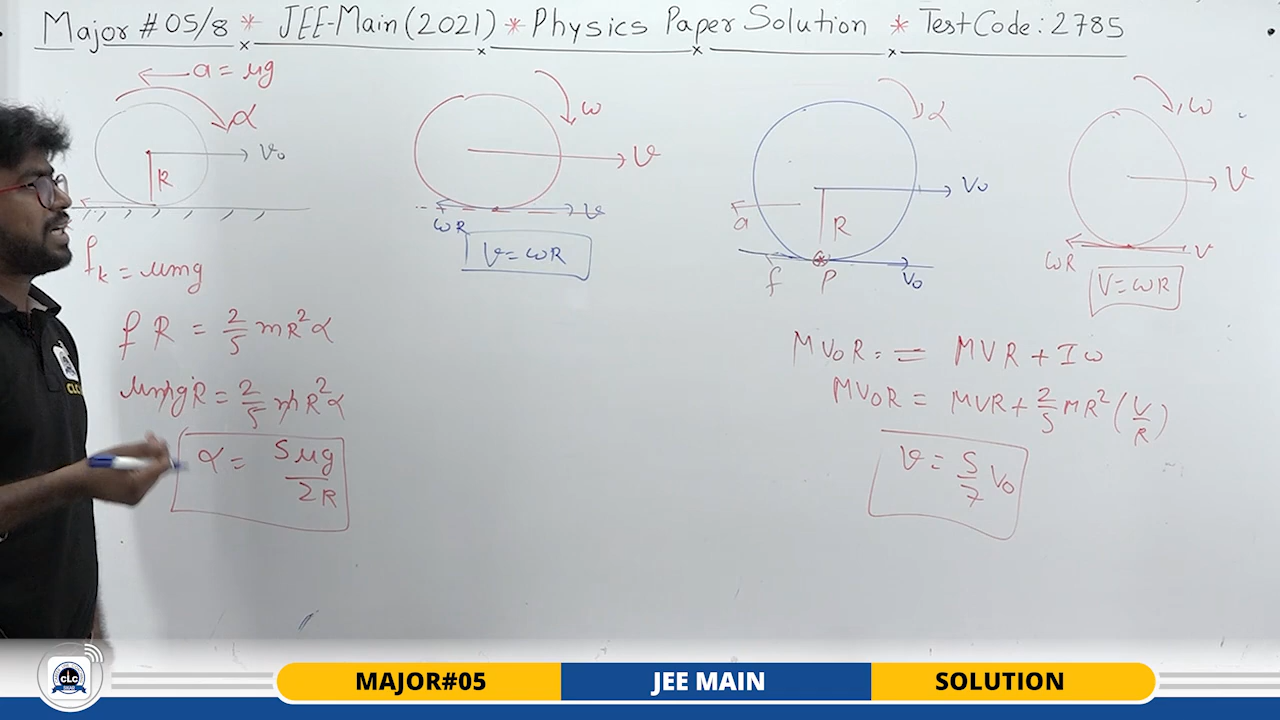 Major # 05/8 * JEE-Main (2021) * Physics Paper Solution * Test Code: 2785
a = μg
α
V₀
R
f_k = μmg
f R = 2/5 mR²α
μmgR = 2/5 mR²α
α = 5μg/2R
ω
v
ωR
v
v = ωR
α
V₀
a
R
f
P
V₀
ω
v
ωR
v
V = ωR
MV₀R = MVR + Iω
MV₀R = MVR + 2/5 MR² (V/R)
v = 5/7 V₀
CLC
MAJOR#05
JEE MAIN
SOLUTION